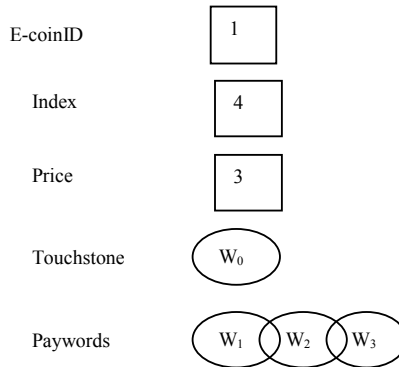 E-coinID 1
Index 4
Price 3
Touchstone W₀
Paywords W₁ W₂ W₃